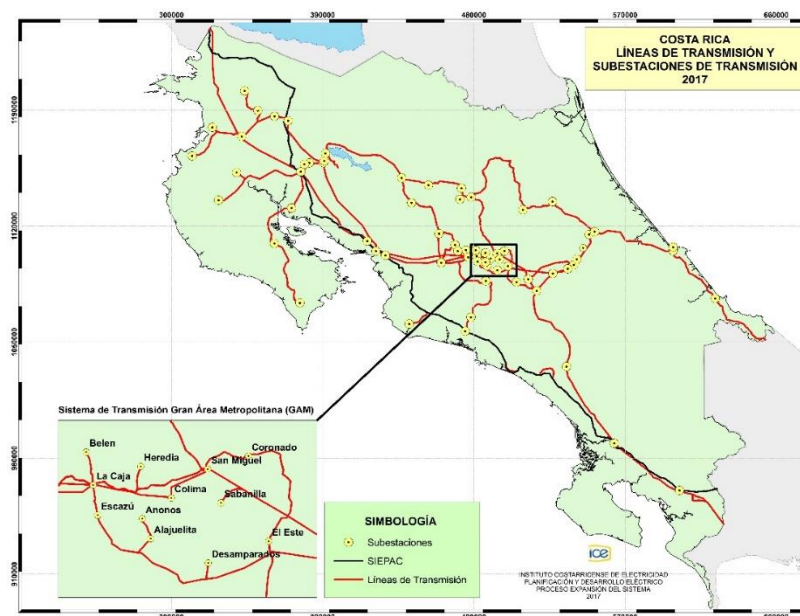 300000
390000
480000
570000
660000
COSTA RICA
LÍNEAS DE TRANSMISIÓN Y
SUBESTACIONES DE TRANSMISIÓN
2017
1190000
1120000
1050000
980000
910000
Sistema de Transmisión Gran Área Metropolitana (GAM)
Belen
Heredia
San Miguel
Coronado
La Caja
Colima
Sabanilla
Escazú
Anonos
Alajuelita
El Este
Desamparados
SIMBOLOGÍA
Subestaciones
SIEPAC
Líneas de Transmisión
ice
INSTITUTO COSTARRICENSE DE ELECTRICIDAD
PLANIFICACIÓN Y DESARROLLO ELÉCTRICO
PROCESO EXPANSIÓN DEL SISTEMA
2017
300000